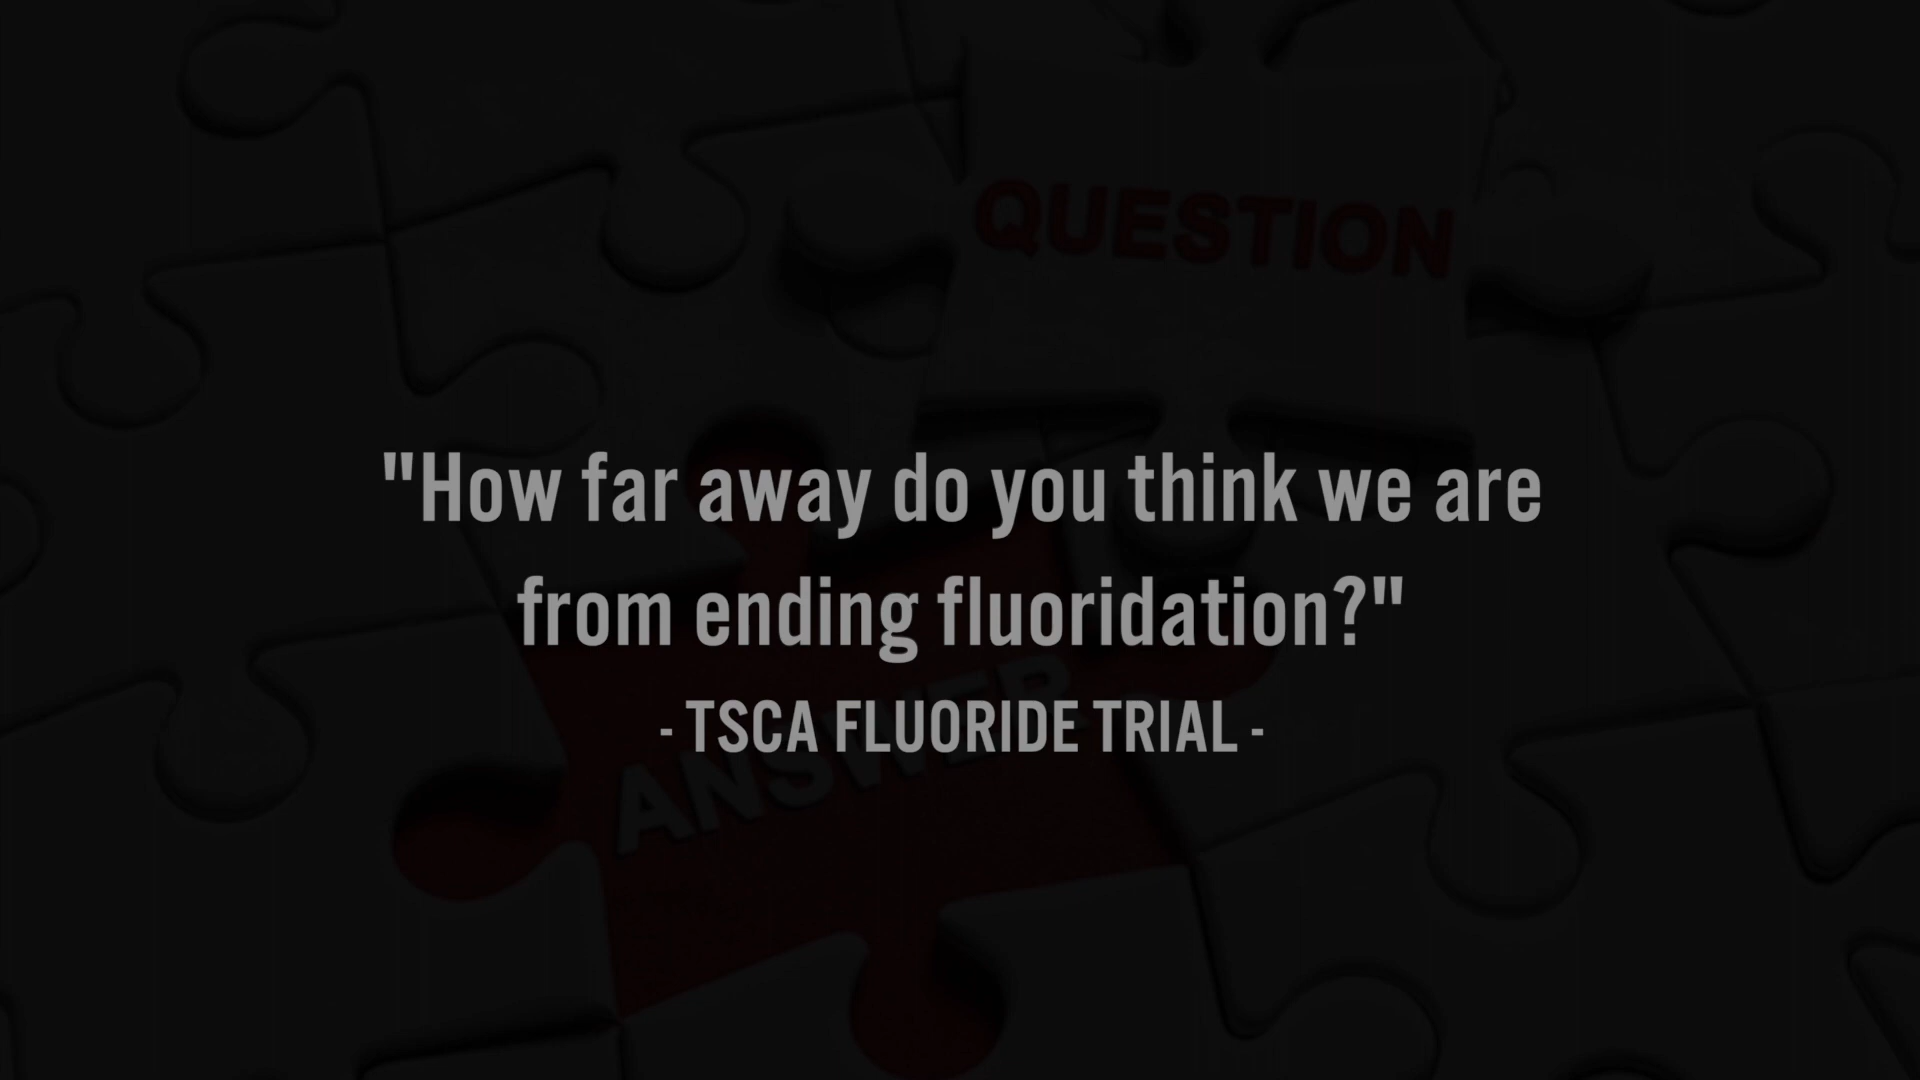 QUESTION
"How far away do you think we are
from ending fluoridation?"
- TSCA FLUORIDE TRIAL -
ANSWER